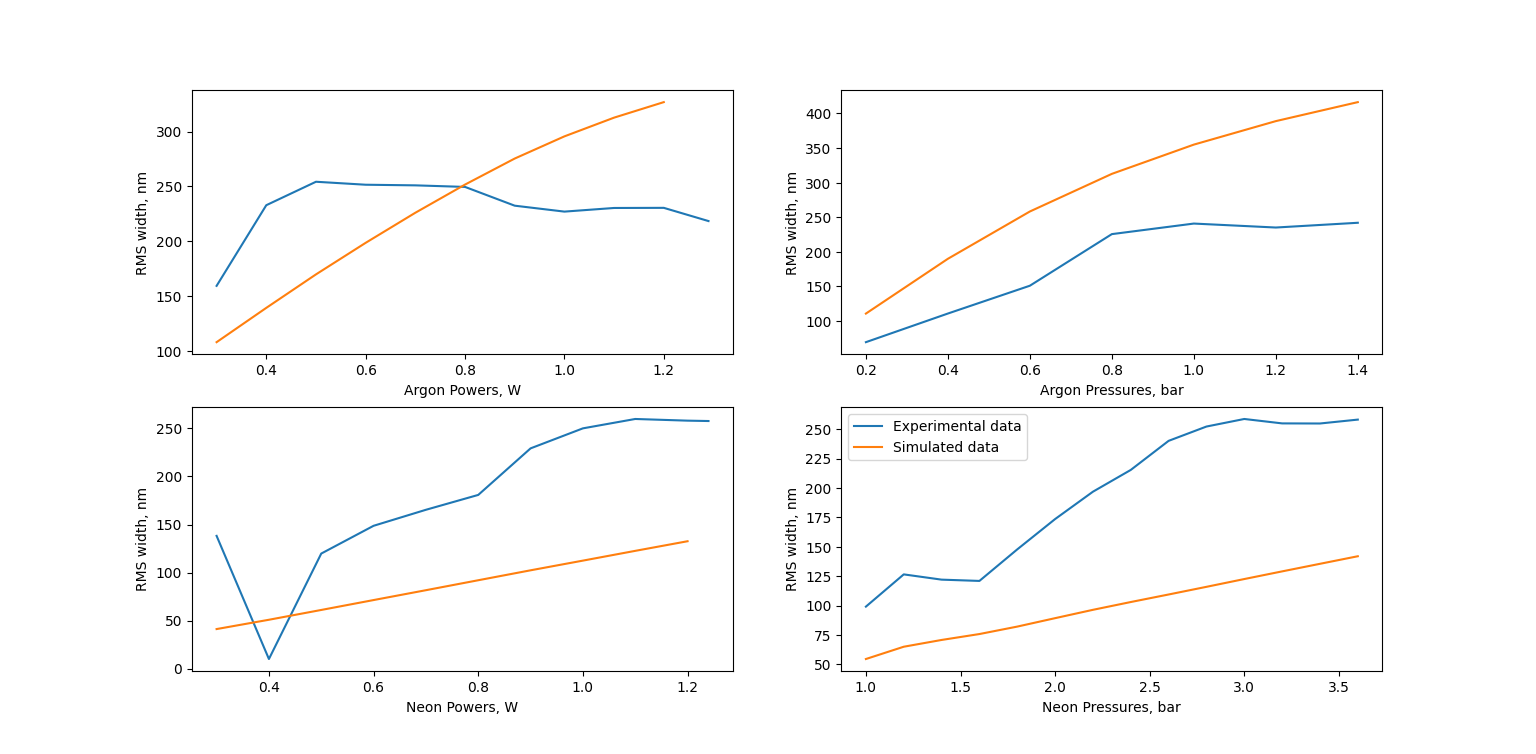 300
250
200
150
100
RMS width, nm
0.4 0.6 0.8 1.0 1.2
Argon Powers, W
400
350
300
250
200
150
100
RMS width, nm
0.2 0.4 0.6 0.8 1.0 1.2 1.4
Argon Pressures, bar
250
200
150
100
50
0
RMS width, nm
0.4 0.6 0.8 1.0 1.2
Neon Powers, W
Experimental data
Simulated data
250
225
200
175
150
125
100
75
50
RMS width, nm
1.0 1.5 2.0 2.5 3.0 3.5
Neon Pressures, bar